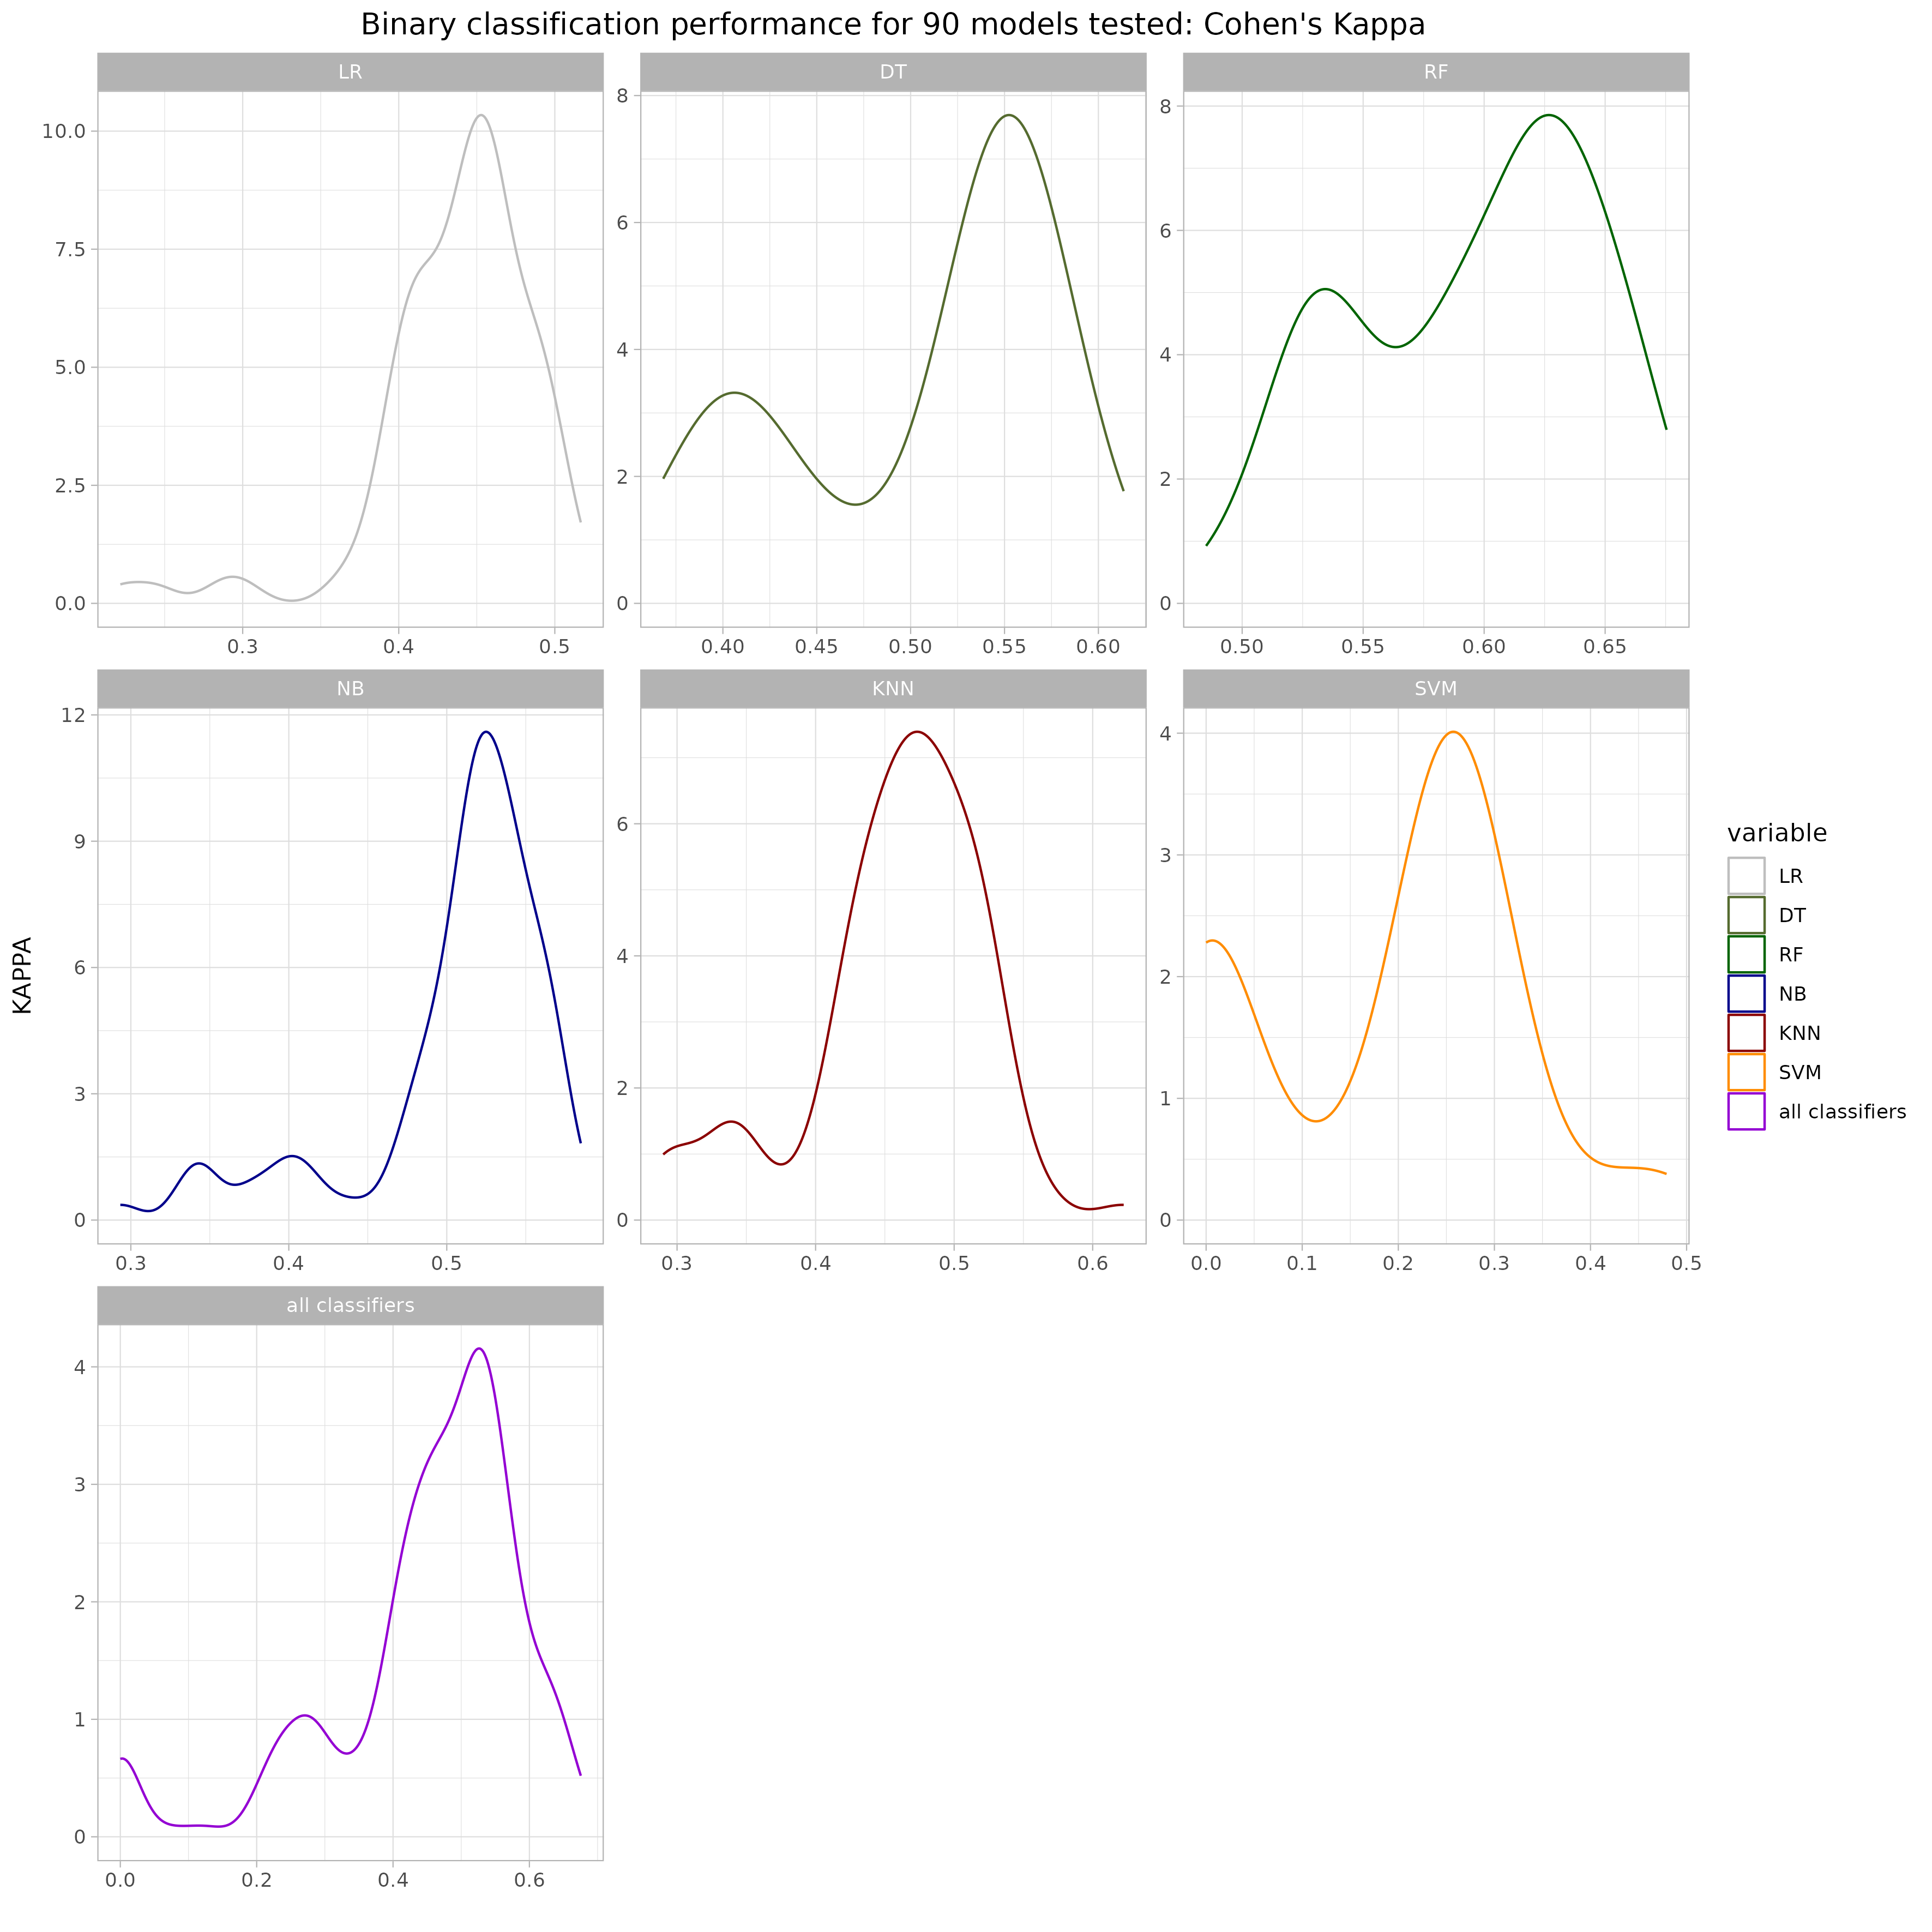 Binary classification performance for 90 models tested: Cohen's Kappa
LR
DT
RF
10.0
7.5
5.0
2.5
0.0
0.3 0.4 0.5
8
6
4
2
0
0.40 0.45 0.50 0.55 0.60
8
6
4
2
0
0.50 0.55 0.60 0.65
NB
KNN
SVM
12
9
6
3
0
0.3 0.4 0.5
6
4
2
0
0.3 0.4 0.5 0.6
4
3
2
1
0
0.0 0.1 0.2 0.3 0.4 0.5
all classifiers
4
3
2
1
0
0.0 0.2 0.4 0.6
KAPPA
variable
LR
DT
RF
NB
KNN
SVM
all classifiers